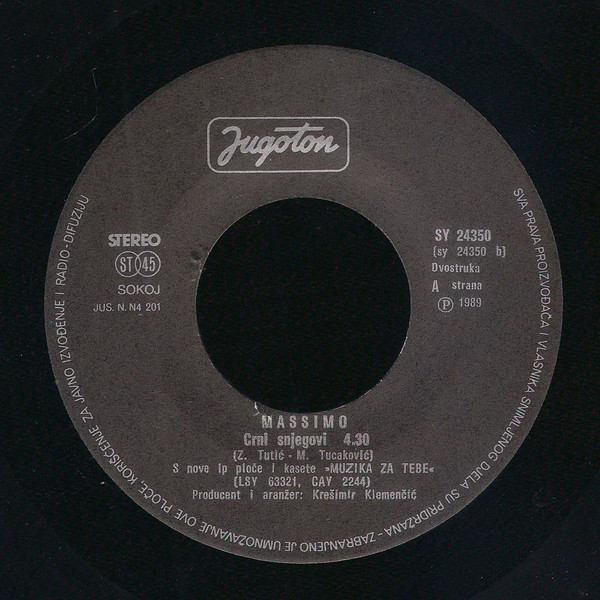 Jugoton
STEREO
ST 45
SOKOJ
JUS. N. N4 201
SY 24350
(sy 24350 b)
Dvostruka
A strana
Ⓟ 1989
MASSIMO
Crni snjegovi 4.30
(Z. Tutić - M. Tucaković)
S nove lp ploče i kasete »MUZIKA ZA TEBE«
(LSY 63321, CAY 2244)
Producent i aranžer: Krešimir Klemenčić
SVA PRAVA PROIZVOĐAČA I VLASNIKA SNIMLJENOG DJELA SU PRIDRŽANA - ZABRANJENO JE UMNOŽAVANJE OVE PLOČE, KORIŠĆENJE ZA JAVNO IZVOĐENJE I RADIO-DIFUZIJU